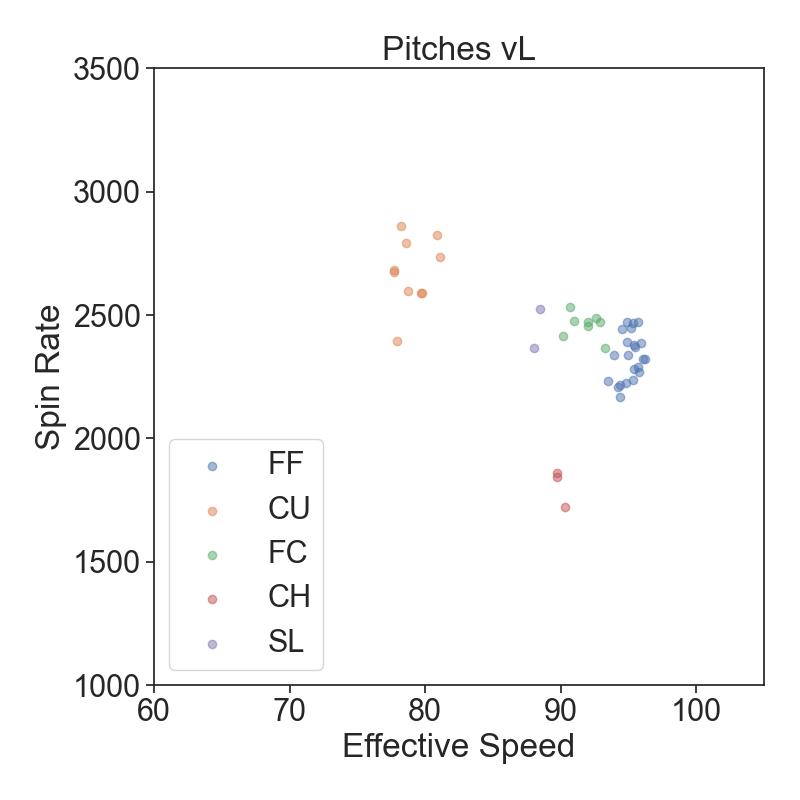 Pitches vL
3500
3000
2500
2000
1500
1000
Spin Rate
FF
CU
FC
CH
SL
60 70 80 90 100
Effective Speed